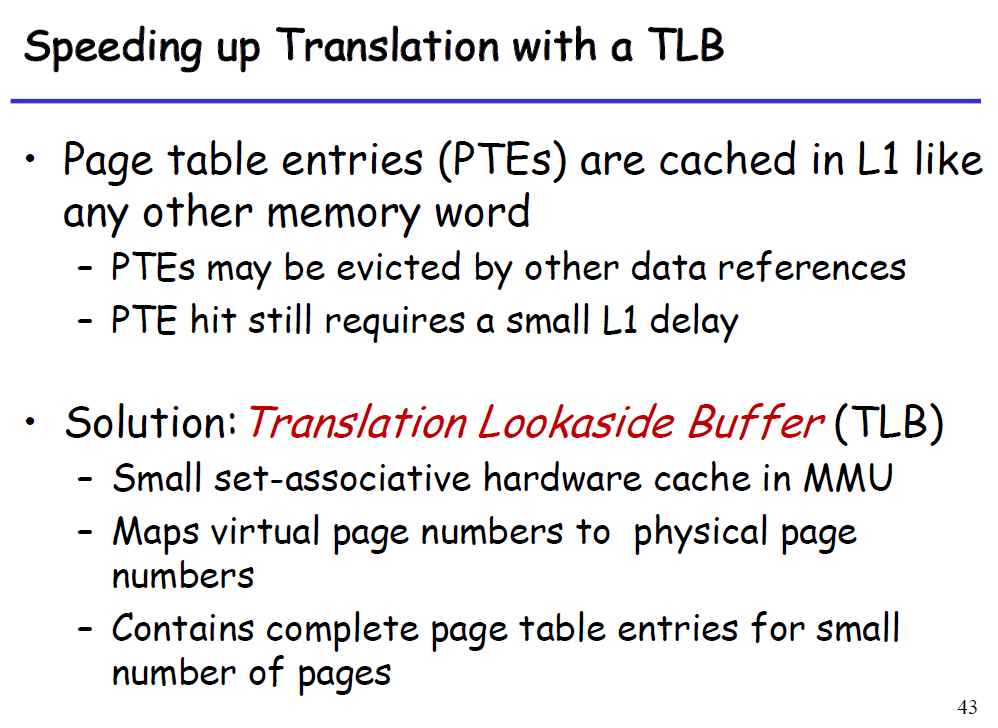 Speeding up Translation with a TLB
• Page table entries (PTEs) are cached in L1 like
any other memory word
– PTEs may be evicted by other data references
– PTE hit still requires a small L1 delay
• Solution: Translation Lookaside Buffer (TLB)
– Small set-associative hardware cache in MMU
– Maps virtual page numbers to  physical page
numbers
– Contains complete page table entries for small
number of pages
43